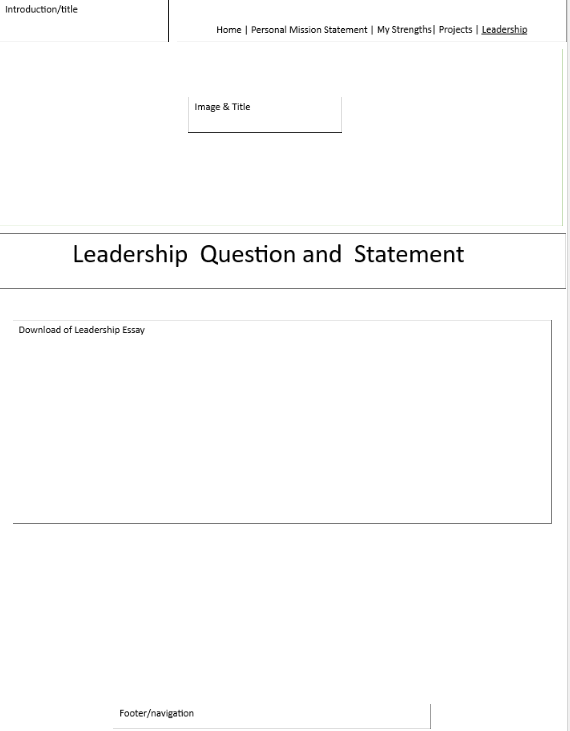 Introduction/title
Home | Personal Mission Statement | My Strengths| Projects | Leadership
Image & Title
Leadership Question and Statement
Download of Leadership Essay
Footer/navigation